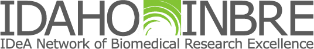 IDAHO INBRE
IDeA Network of Biomedical Research Excellence